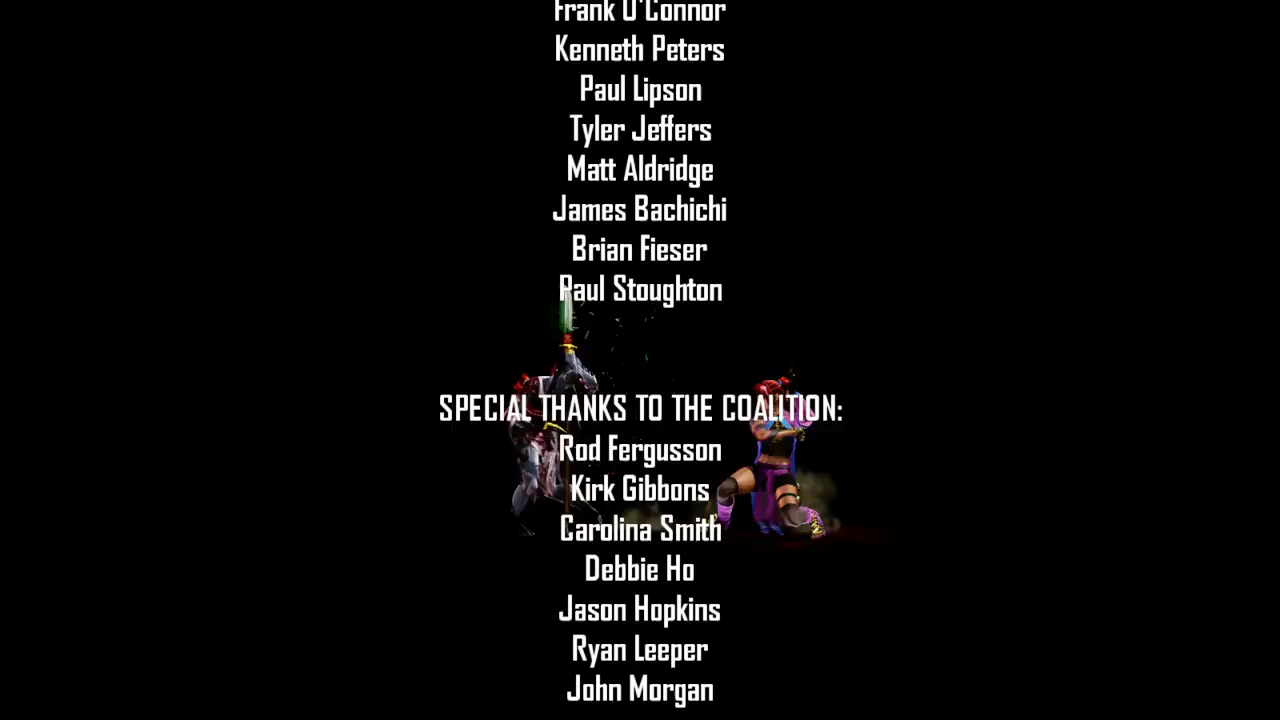 Frank O'Connor
Kenneth Peters
Paul Lipson
Tyler Jeffers
Matt Aldridge
James Bachichi
Brian Fieser
Paul Stoughton
SPECIAL THANKS TO THE COALITION:
Rod Fergusson
Kirk Gibbons
Carolina Smith
Debbie Ho
Jason Hopkins
Ryan Leeper
John Morgan